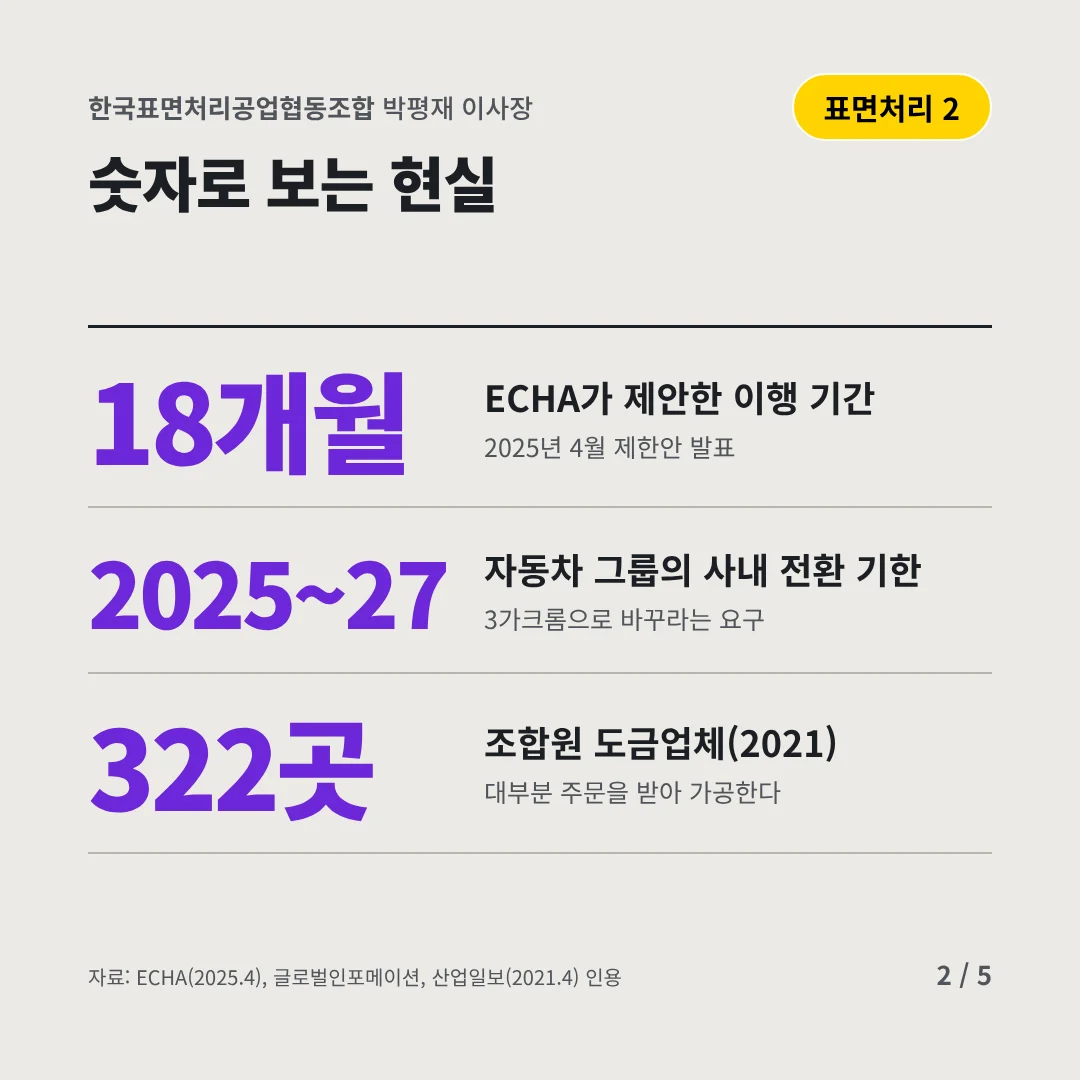 한국표면처리공업협동조합 박평재 이사장
표면처리 2
숫자로 보는 현실
18개월
ECHA가 제안한 이행 기간
2025년 4월 제한안 발표
2025~27
자동차 그룹의 사내 전환 기한
3가크롬으로 바꾸라는 요구
322곳
조합원 도금업체(2021)
대부분 주문을 받아 가공한다
자료: ECHA(2025.4), 글로벌인포메이션, 산업일보(2021.4) 인용
2 / 5